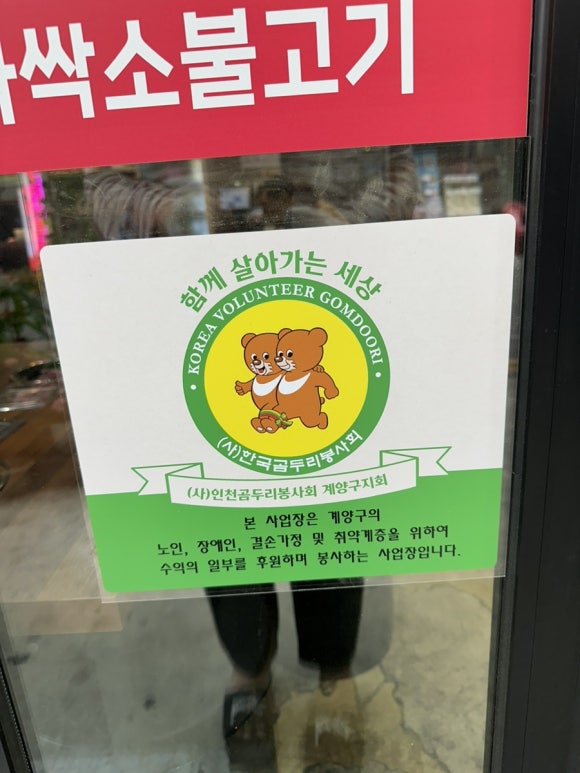 싹소불고기
함께 살아가는 세상
• KOREA VOLUNTEER GOMDOORI •
(사)한국곰두리봉사회
(사)인천곰두리봉사회 계양구지회
본 사업장은 계양구의
노인, 장애인, 결손가정 및 취약계층을 위하여
수익의 일부를 후원하며 봉사하는 사업장입니다.